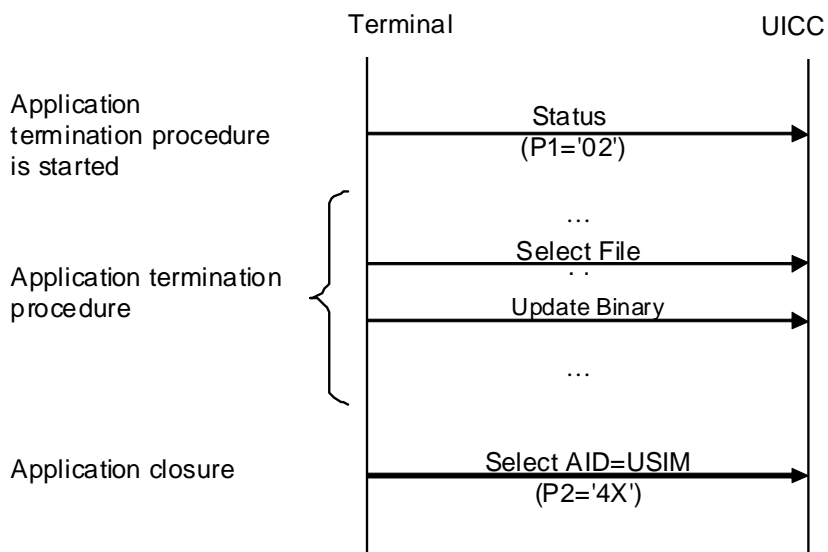 Terminal
UICC
Application
termination procedure
is started
Status
(P1='02')
...
Select File
. .
Application termination
procedure
Update Binary
...
Application closure
Select AID=USIM
(P2='4X')